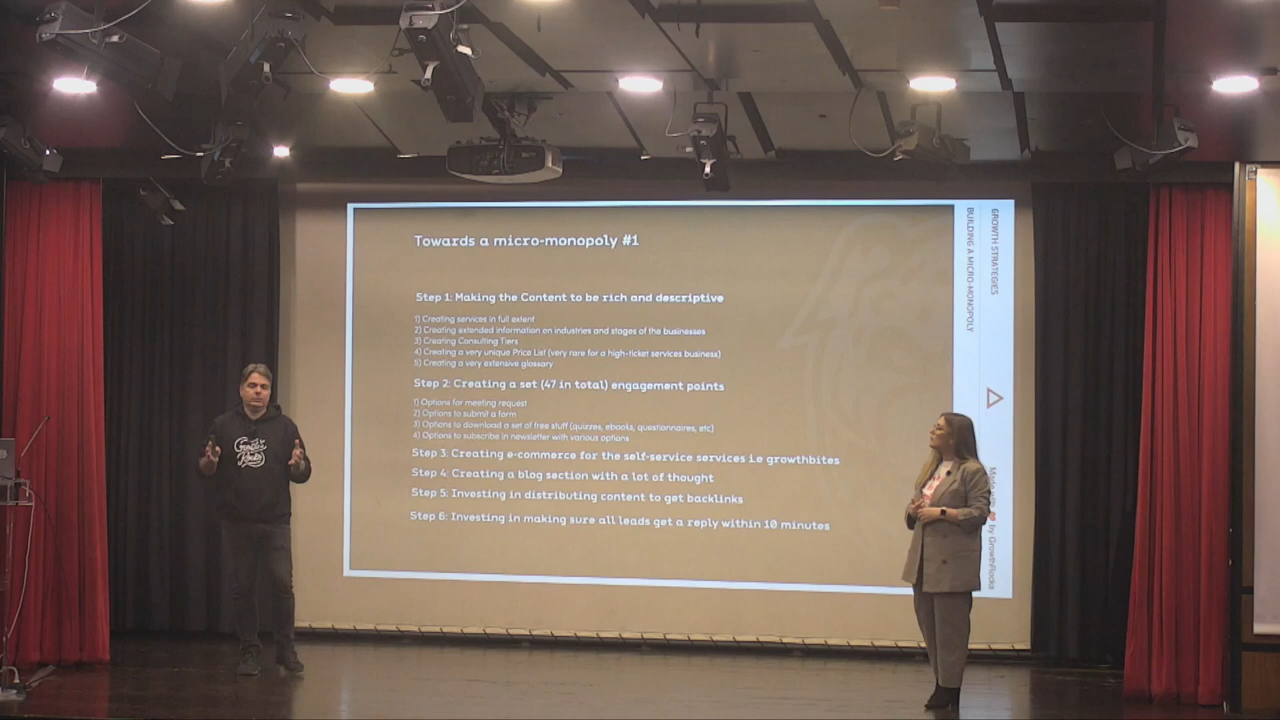 Towards a micro-monopoly #1
Step 1: Making the Content to be rich and descriptive
1) Creating services in full extent
2) Creating extended information on industries and stages of the businesses
3) Creating Consulting Tiers
4) Creating a very unique Price List (very rare for a high-ticket services business)
5) Creating a very extensive glossary
Step 2: Creating a set (47 in total) engagement points
1) Options for meeting request
2) Options to submit a form
3) Options to download a set of free stuff (quizzes, ebooks, questionnaires, etc)
4) Options to subscribe in newsletter with various options
Step 3: Creating e-commerce for the self-service services i.e growthbites
Step 4: Creating a blog section with a lot of thought
Step 5: Investing in distributing content to get backlinks
Step 6: Investing in making sure all leads get a reply within 10 minutes
GROWTH STRATEGIES
BUILDING A MICRO-MONOPOLY
by GrowthRocks
Growth
Rocks